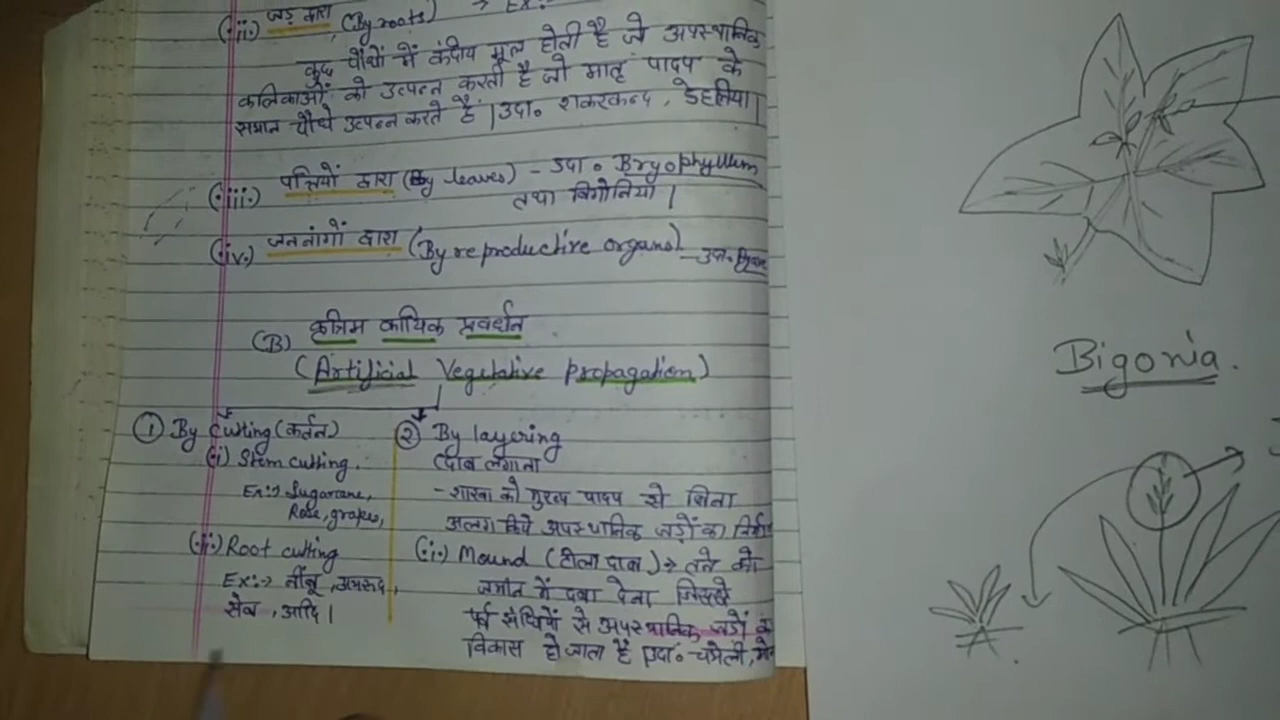 (ii) जड़ द्वारा (By roots) → Ex:-
कुछ पौधों में कंदीय मूल होती है जो अपस्थानिक
कलिकाओं को उत्पन्न करती है जो मातृ पादप के
समान पौधे उत्पन्न करते हैं | उदा० शकरकन्द, डेहलिया |
(iii.) पत्तियों द्वारा (By leaves) - उदा० Bryophyllum
तथा बिगोनिया |
(iv.) जननांगों द्वारा (By reproductive organs) - उदा०
(B) कृत्रिम कायिक प्रवर्धन
(Artificial Vegetative propagation)
① By Cutting (कर्तन)
(i) Stem cutting.
Ex:→ Sugarcane,
Rose, grapes,
(ii) Root cutting
Ex:→ नींबू, अमरूद,
सेब, आदि |
② By layering
(दाब लगाना
- शाखा को मुख्य पादप से बिना
अलग किये अपस्थानिक जड़ों का
(i.) Mound (टीला दाब) → तने को
जमीन में दबा देना जिससे
पर्व संधियों से अपस्थानिक जड़ों क
विकास हो जाता है | उदा०- चमेली,
Bigonia.